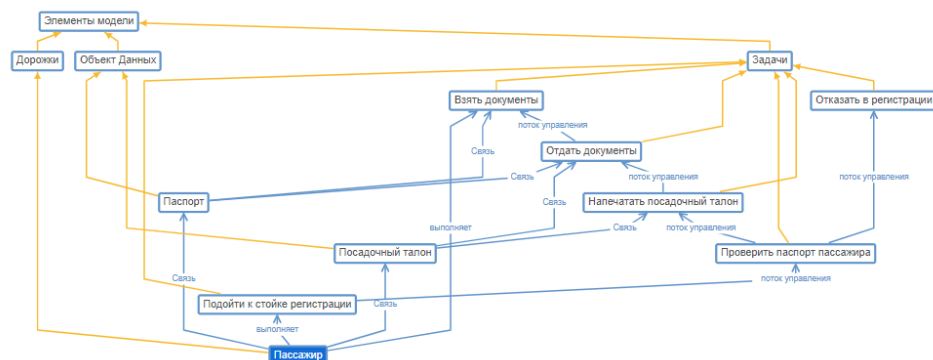 Элементы модели
Дорожки
Объект Данных
Задачи
Взять документы
Отказать в регистрации
поток управления
Связь
Отдать документы
Связь
поток управления
поток управления
Паспорт
Связь
Напечатать посадочный талон
выполняет
Связь
поток управления
Посадочный талон
Проверить паспорт пассажира
Связь
Связь
поток управления
Подойти к стойке регистрации
выполняет
Пассажир